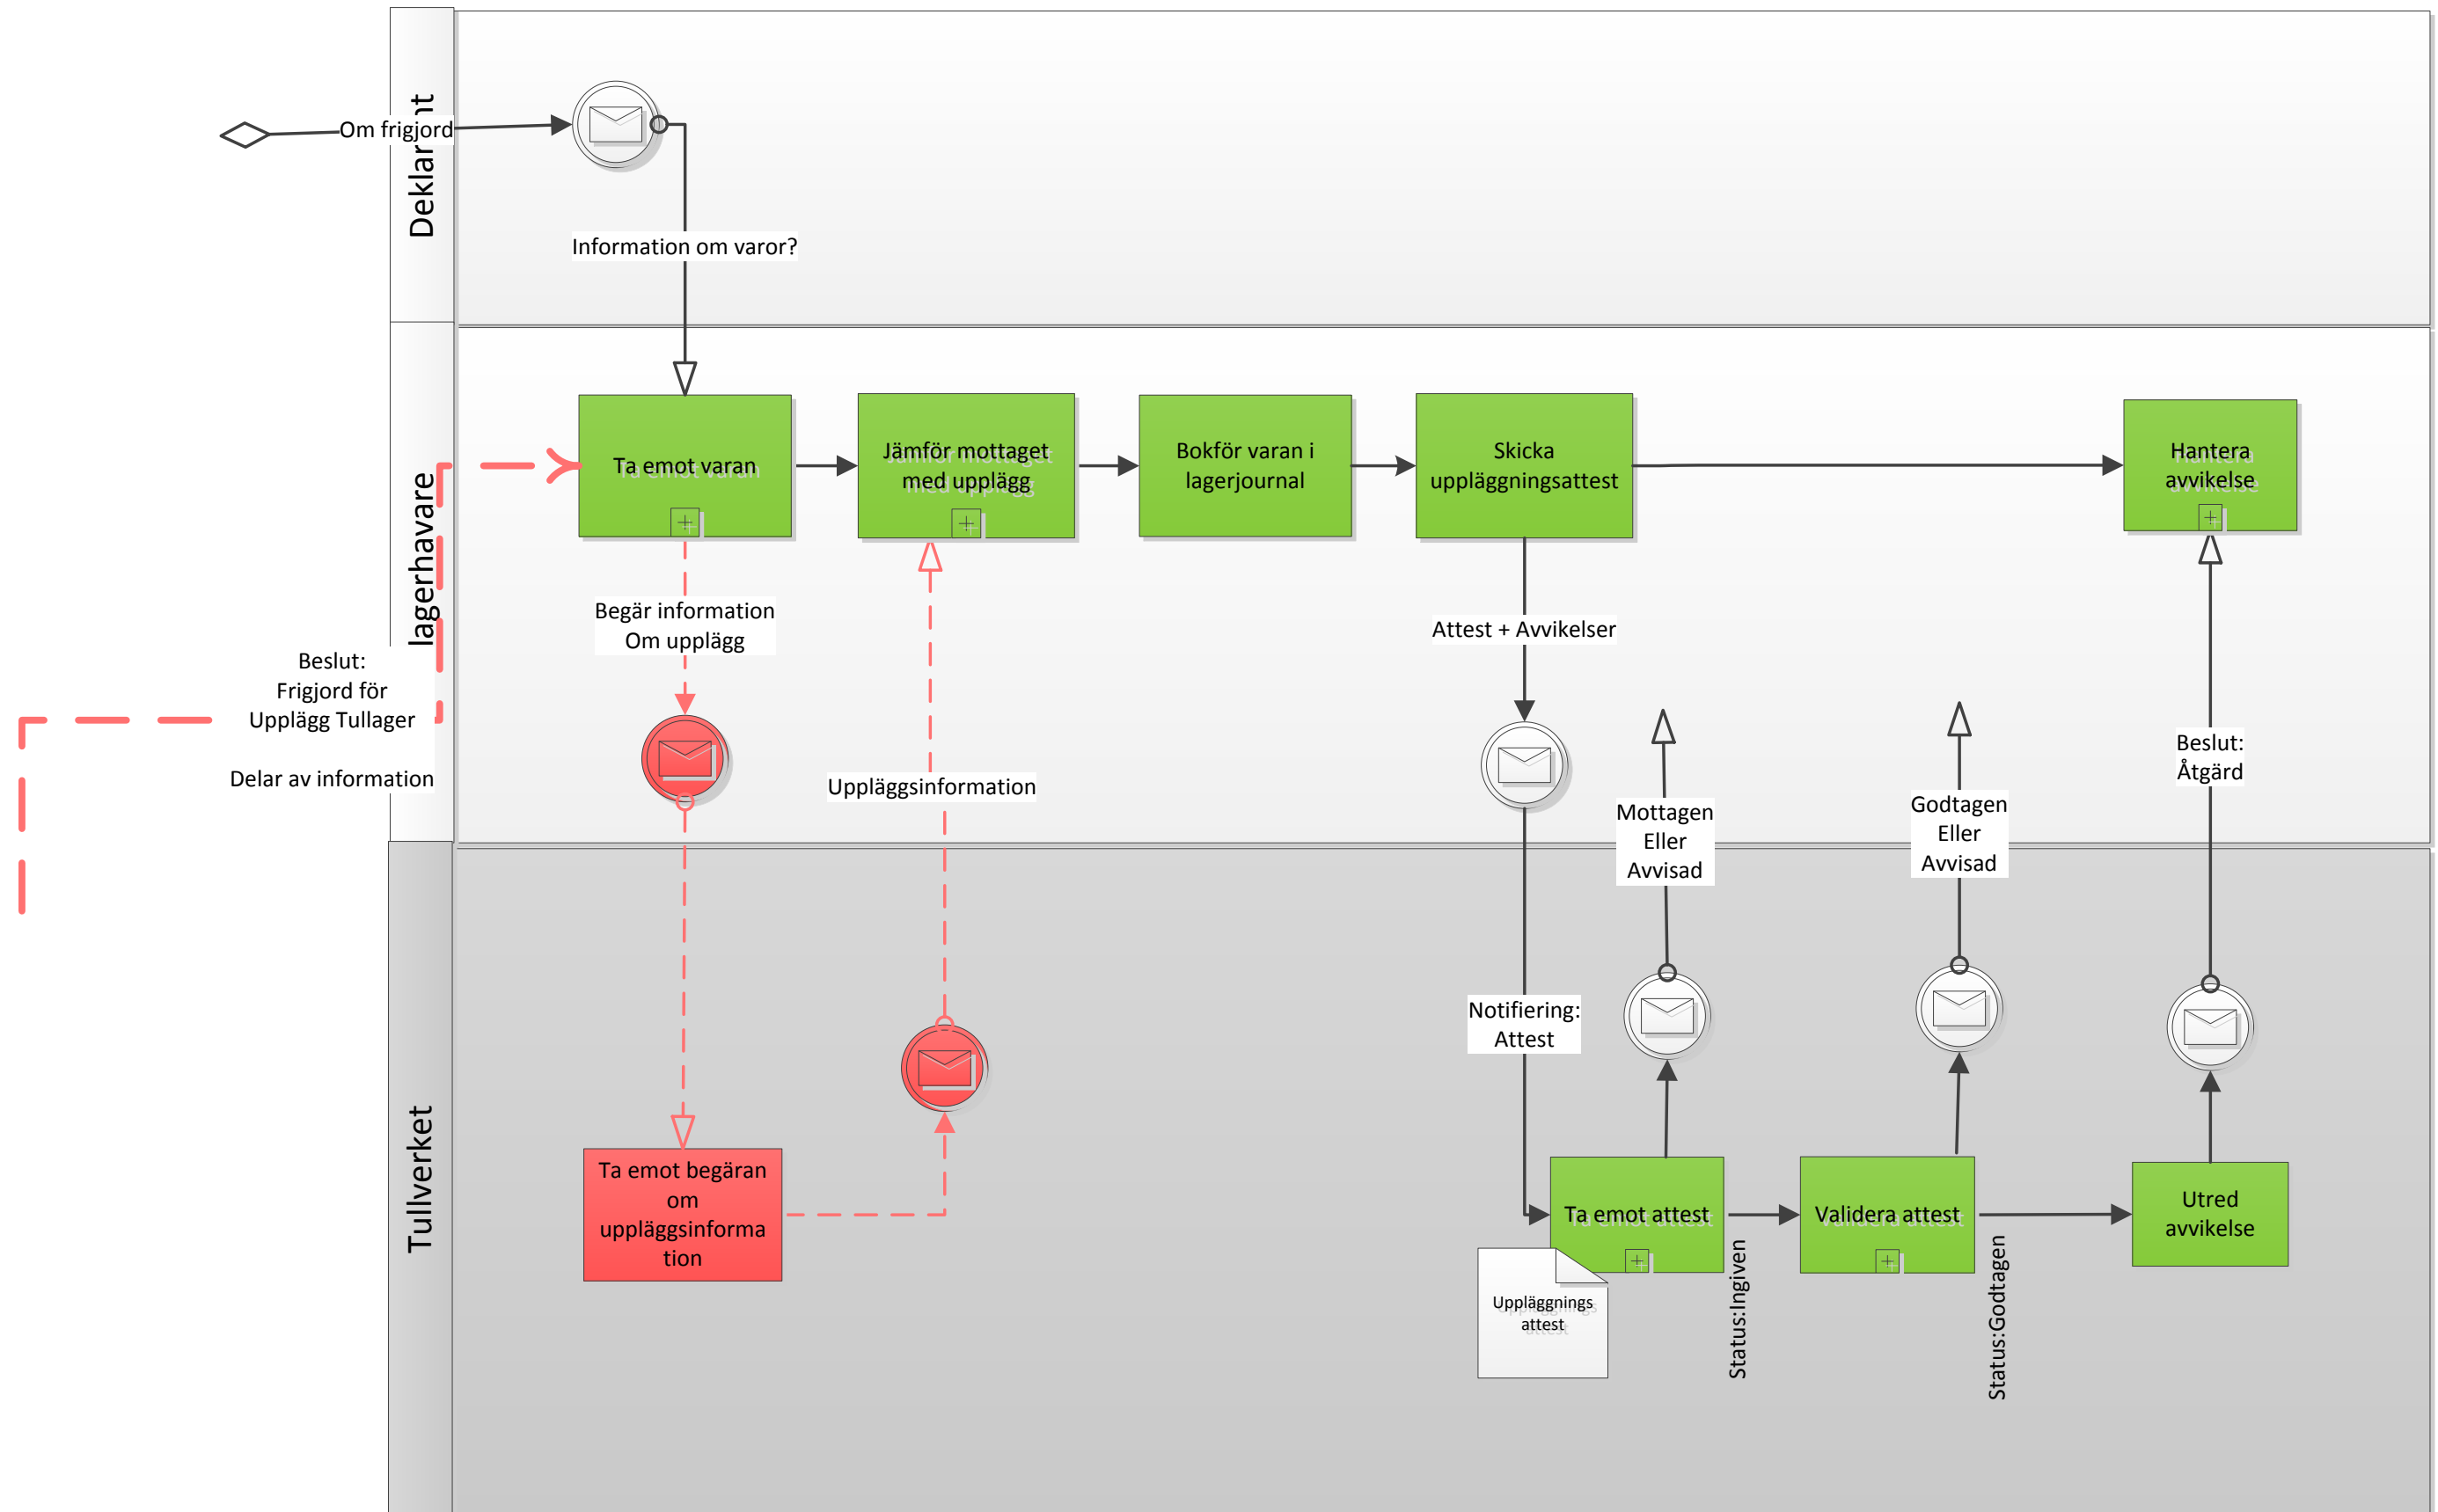 Deklarant
Om frigjord
Information om varor?
lagerhavare
Ta emot varan
Jämför mottaget
med upplägg
Bokför varan i
lagerjournal
Skicka
uppläggningsattest
Hantera
avvikelse
Begär information
Om upplägg
Attest + Avvikelser
Beslut:
Frigjord för
Upplägg Tullager
Delar av information
Uppläggsinformation
Mottagen
Eller
Avvisad
Godtagen
Eller
Avvisad
Beslut:
Åtgärd
Tullverket
Notifiering:
Attest
Ta emot begäran
om
uppläggsinforma
tion
Ta emot attest
Validera attest
Utred
avvikelse
Uppläggnings
attest
Status:Ingiven
Status:Godtagen